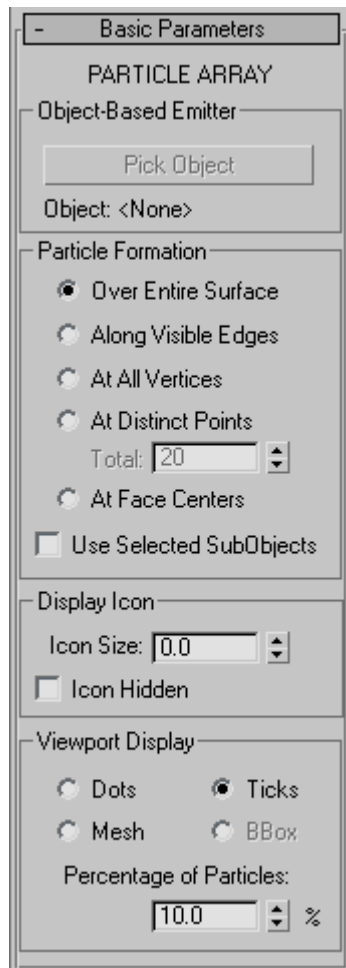 - Basic Parameters
PARTICLE ARRAY
Object-Based Emitter
Pick Object
Object: <None>
Particle Formation
Over Entire Surface
Along Visible Edges
At All Vertices
At Distinct Points
Total: 20
At Face Centers
Use Selected SubObjects
Display Icon
Icon Size: 0.0
Icon Hidden
Viewport Display
Dots Ticks
Mesh BBox
Percentage of Particles:
10.0 %